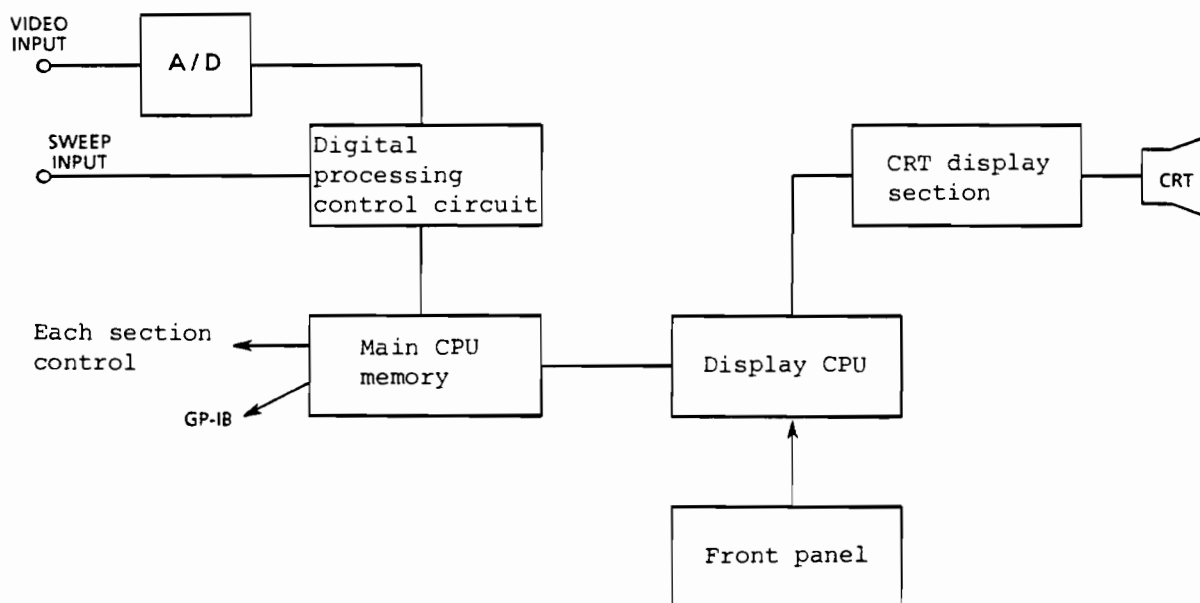 VIDEO
INPUT
A/D
SWEEP
INPUT
Digital
processing
control circuit
CRT display
section
CRT
Each section
control
GP-IB
Main CPU
memory
Display CPU
Front panel